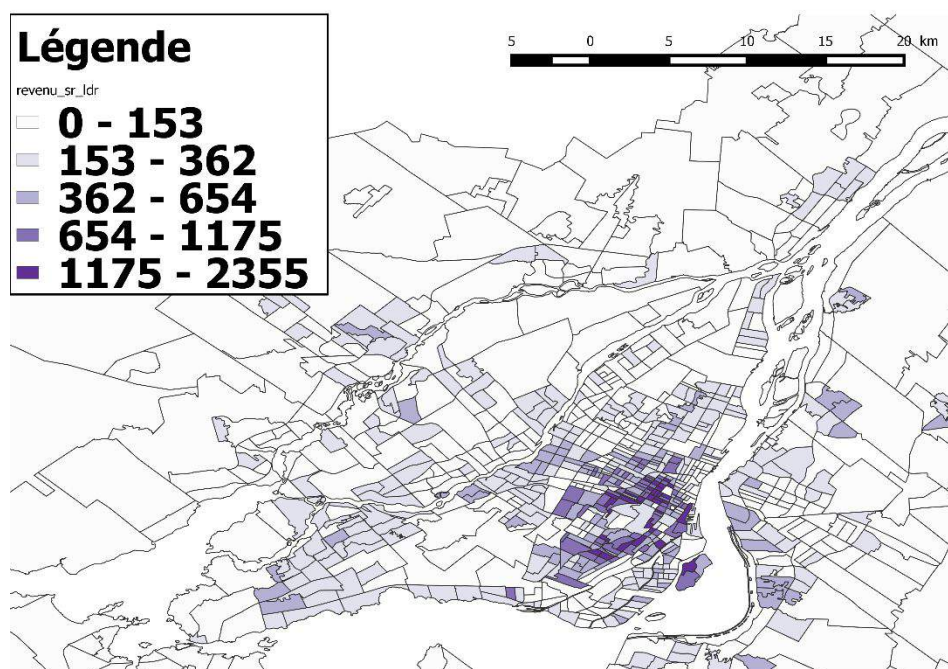 Légende
revenu_sr_ldr
0 - 153
153 - 362
362 - 654
654 - 1175
1175 - 2355
5 0 5 10 15 20 km